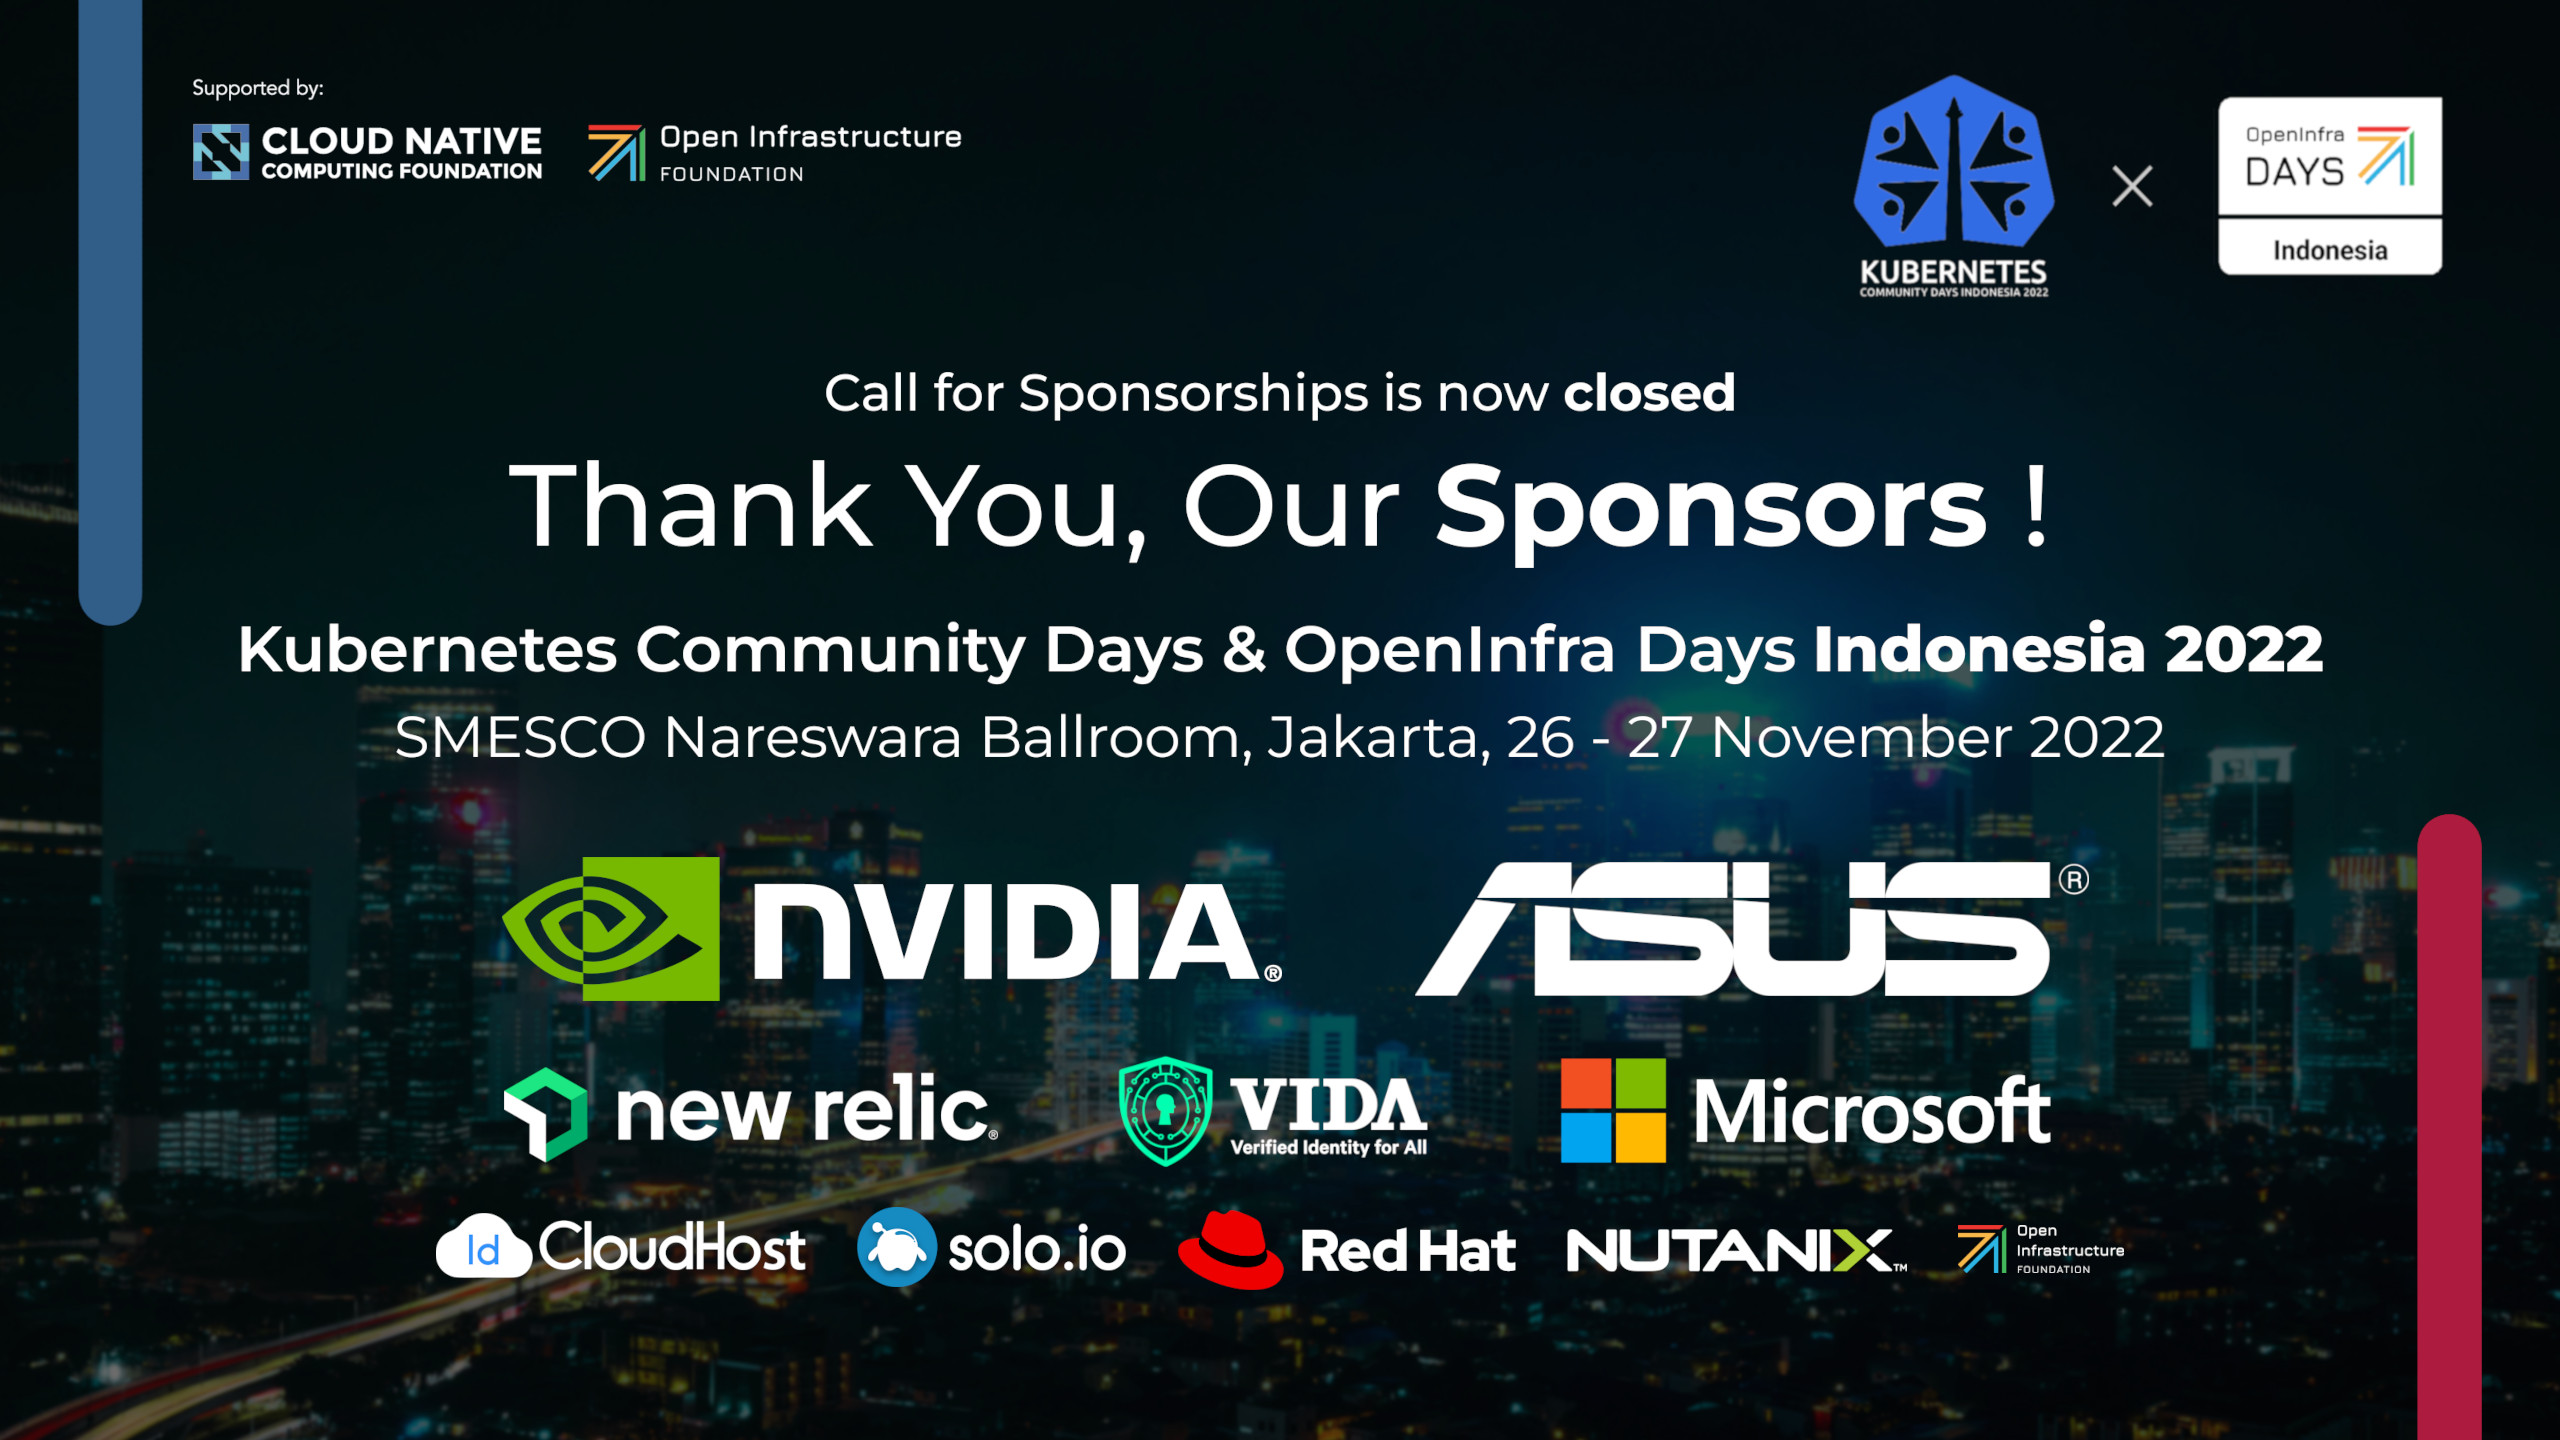 Supported by:
CLOUD NATIVE
COMPUTING FOUNDATION
Open Infrastructure
FOUNDATION
KUBERNETES
COMMUNITY DAYS INDONESIA 2022
OpenInfra
DAYS
Indonesia
Call for Sponsorships is now closed
Thank You, Our Sponsors !
Kubernetes Community Days & OpenInfra Days Indonesia 2022
SMESCO Nareswara Ballroom, Jakarta, 26 - 27 November 2022
NVIDIA®
ASUS®
new relic®
VIDA
Verified Identity for All
Microsoft
Id CloudHost
solo.io
Red Hat
NUTANIX™
Open
Infrastructure
FOUNDATION